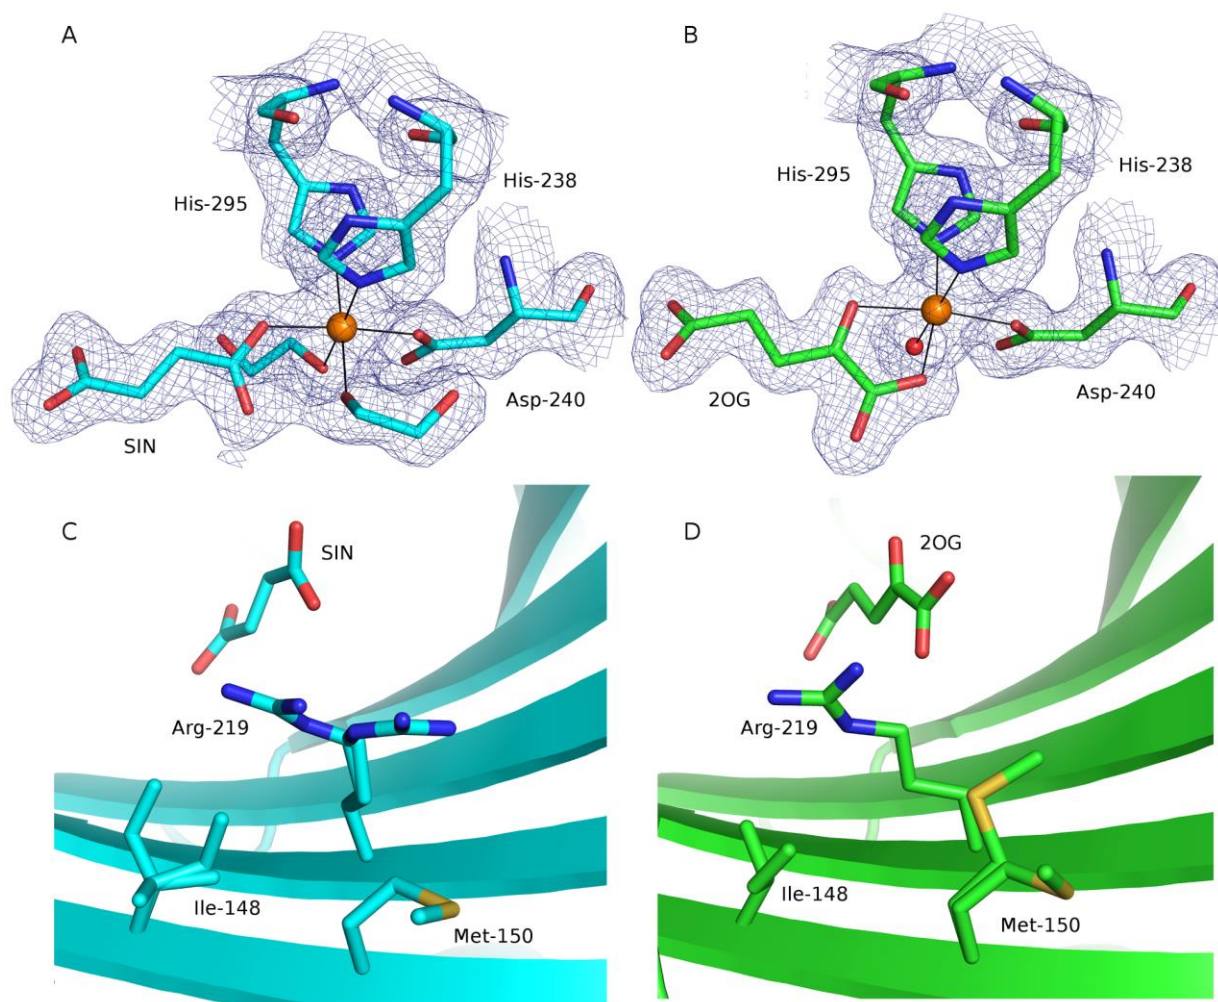 A
B
His-295
His-238
His-295
His-238
SIN
Asp-240
2OG
Asp-240
C
SIN
D
2OG
Arg-219
Arg-219
Ile-148
Met-150
Ile-148
Met-150